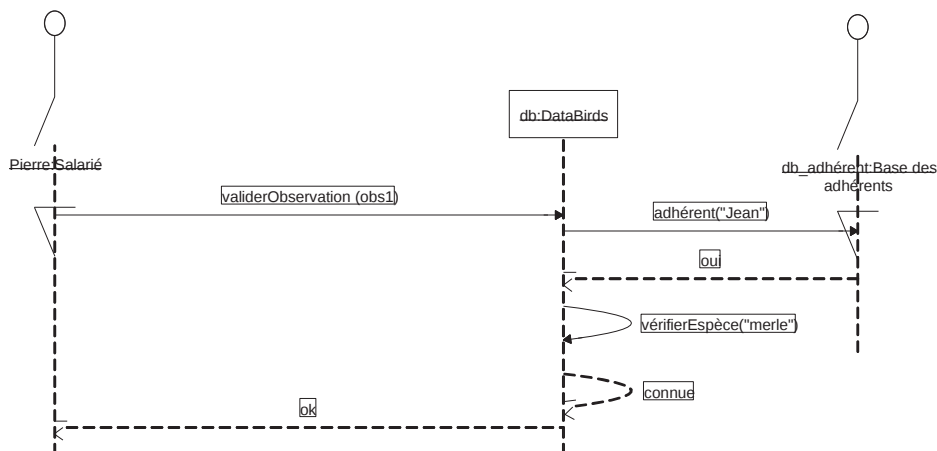 db:DataBirds
Pierre:Salarié
db_adhérent:Base des
adhérents
validerObservation (obs1)
adhérent("Jean")
oui
vérifierEspèce("merle")
connue
ok